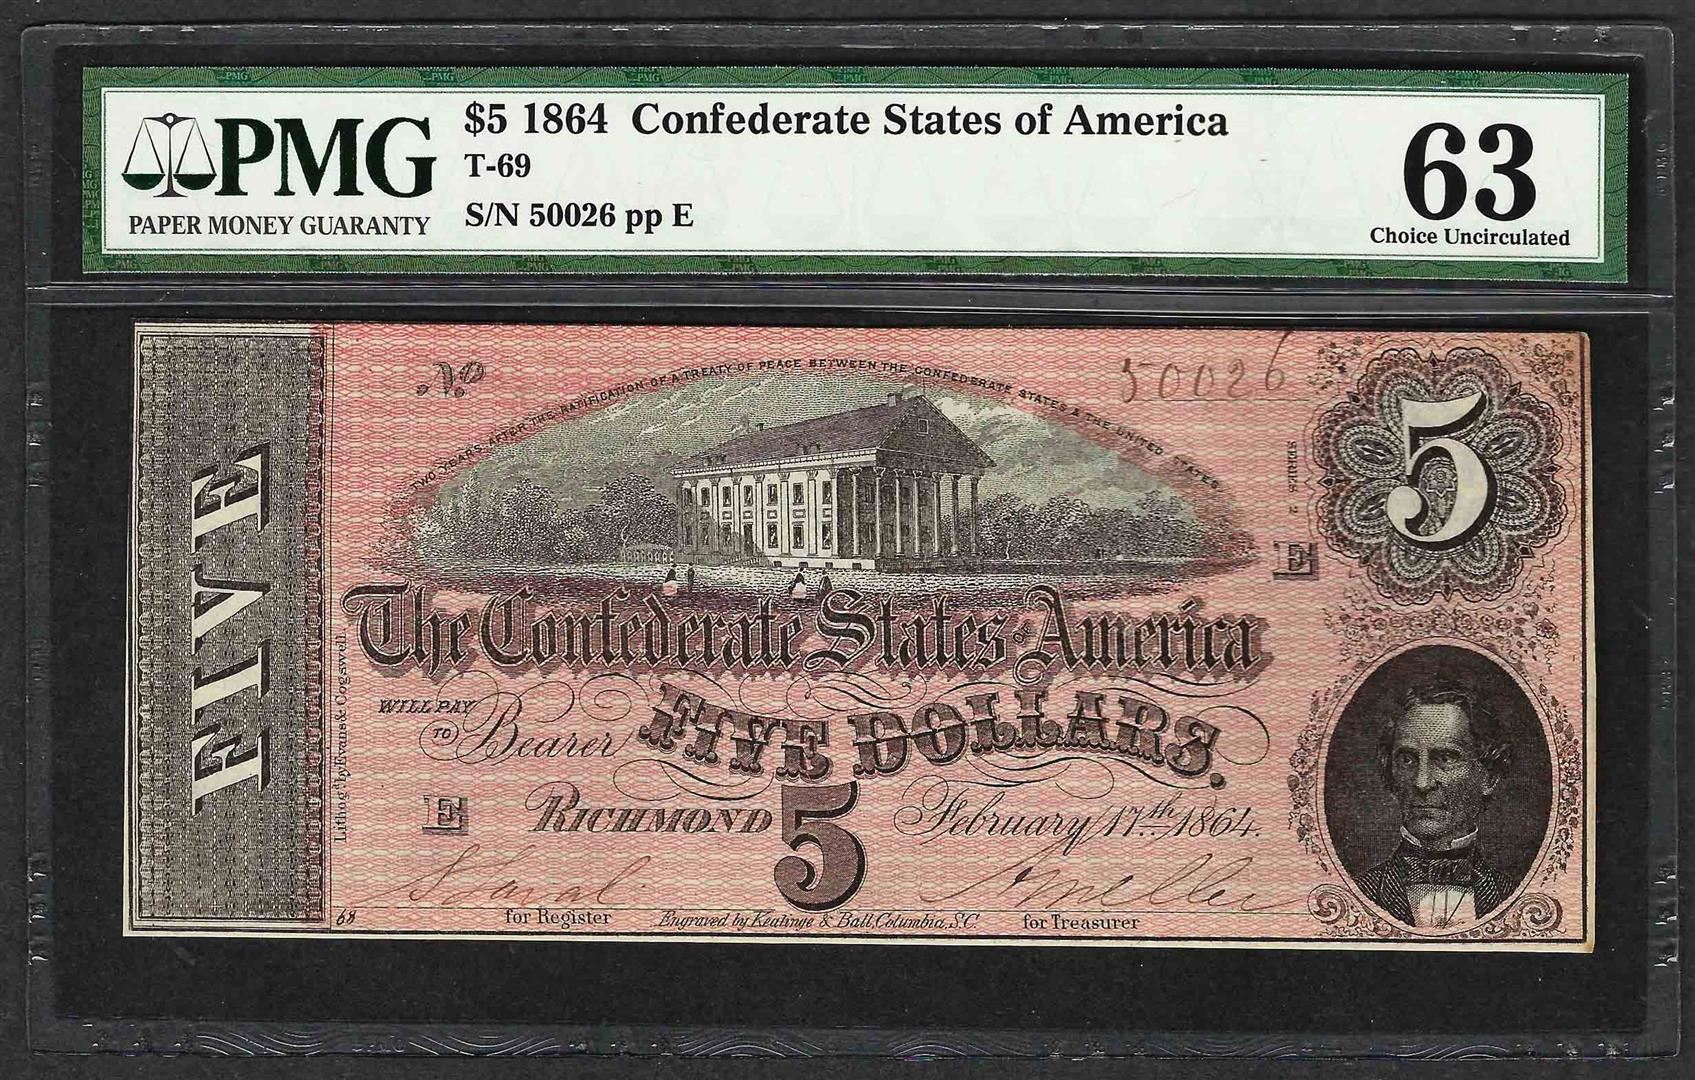 PMG
PAPER MONEY GUARANTY
$5 1864 Confederate States of America
T-69
S/N 50026 pp E
63
Choice Uncirculated
No
50026
TWO YEARS AFTER THE RATIFICATION OF A TREATY OF PEACE BETWEEN THE CONFEDERATE STATES & THE UNITED STATES
SERIES 2
5
E
FIVE
The Confederate States OF America
WILL PAY
TO Bearer
FIVE DOLLARS.
E
RICHMOND
5
February 17th 1864.
Lithog'd by Evans & Cogswell.
68
for Register
Engraved by Keatinge & Ball, Columbia, S.C.
for Treasurer